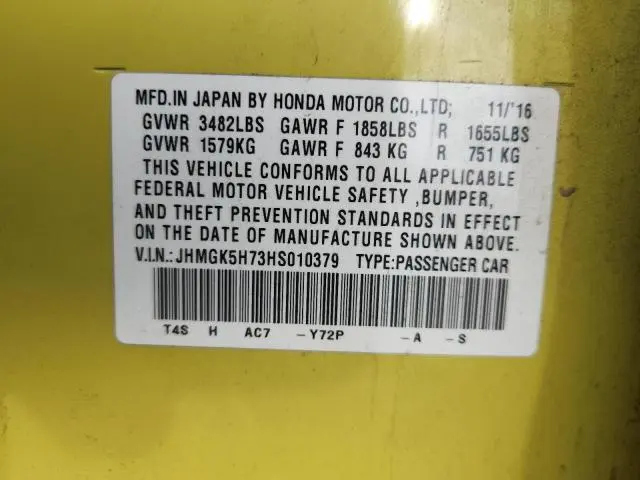 MFD.IN JAPAN BY HONDA MOTOR CO.,LTD; 11/'16
GVWR 3482LBS GAWR F 1858LBS R 1655LBS
GVWR 1579KG GAWR F 843 KG R 751 KG
THIS VEHICLE CONFORMS TO ALL APPLICABLE
FEDERAL MOTOR VEHICLE SAFETY ,BUMPER,
AND THEFT PREVENTION STANDARDS IN EFFECT
ON THE DATE OF MANUFACTURE SHOWN ABOVE.
V.I.N.:JHMGK5H73HS010379 TYPE:PASSENGER CAR
T4S H AC7 -Y72P -A -S